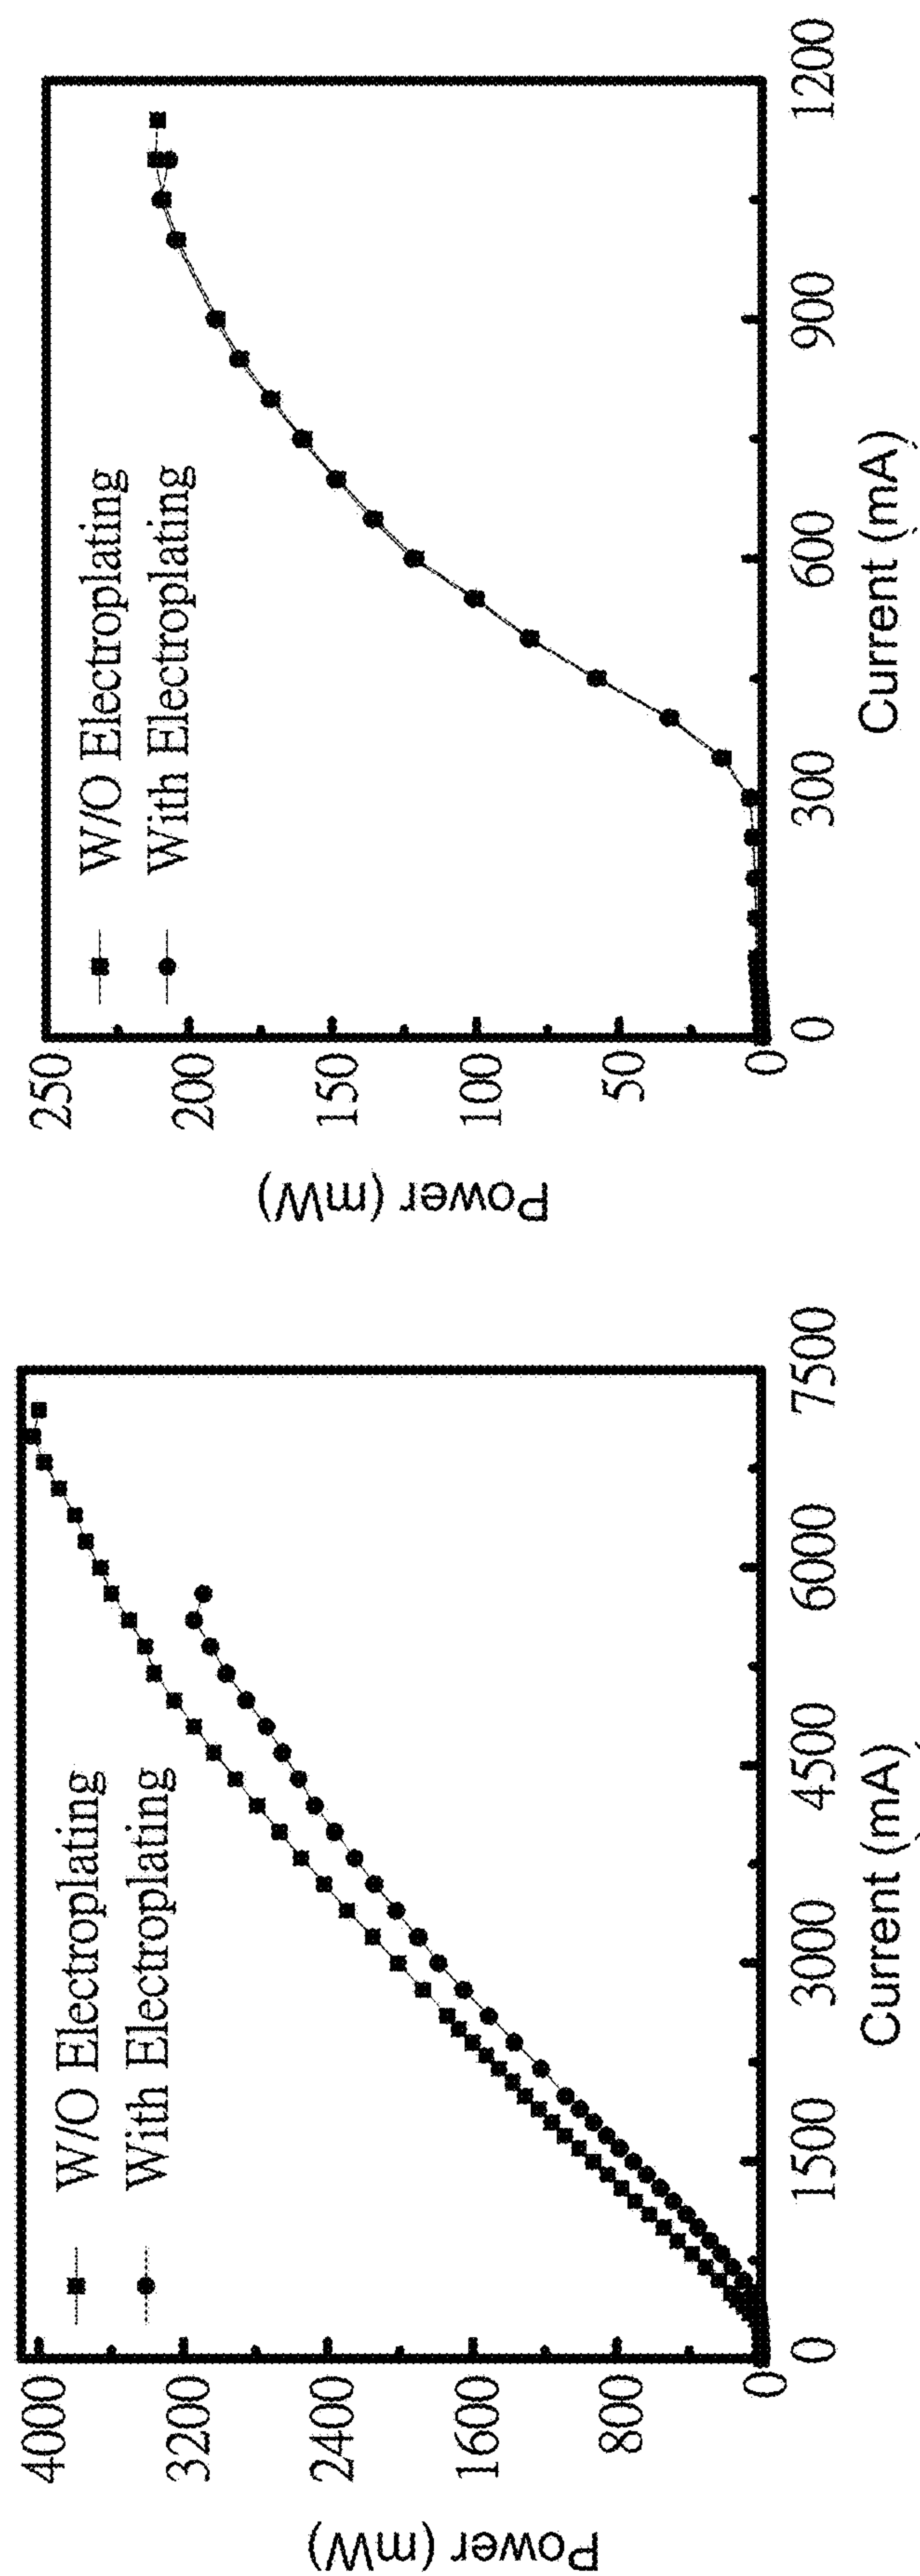 W/O Electroplating
With Electroplating
4000
3200
2400
1600
800
0
Power (mW)
0
1500
3000
4500
6000
7500
Current (mA)
W/O Electroplating
With Electroplating
250
200
150
100
50
0
Power (mW)
0
300
600
900
1200
Current (mA)